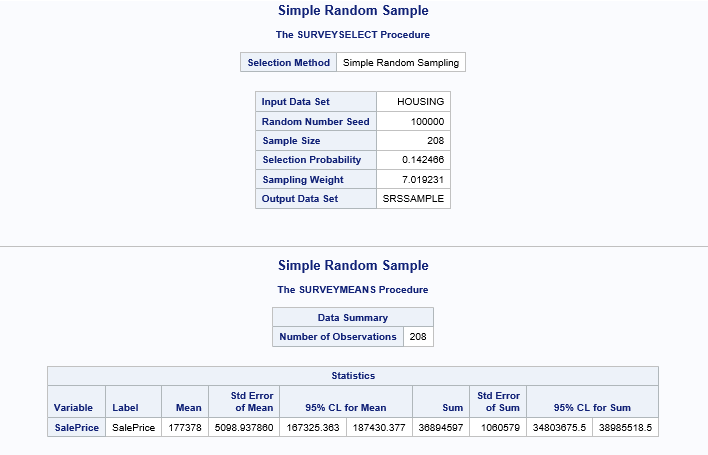 Simple Random Sample
The SURVEYSELECT Procedure
Selection Method Simple Random Sampling
Input Data Set HOUSING
Random Number Seed 100000
Sample Size 208
Selection Probability 0.142466
Sampling Weight 7.019231
Output Data Set SRSSAMPLE
Simple Random Sample
The SURVEYMEANS Procedure
Data Summary
Number of Observations 208
Statistics
Variable Label Mean Std Error of Mean 95% CL for Mean Sum Std Error of Sum 95% CL for Sum
SalePrice SalePrice 177378 5098.937860 167325.363 187430.377 36894597 1060579 34803675.5 38985518.5